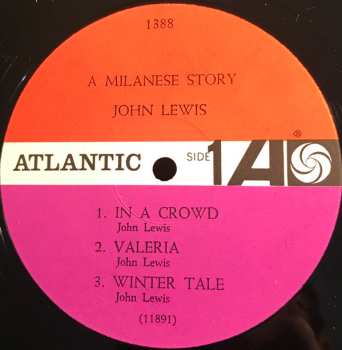 1388
A MILANESE STORY
JOHN LEWIS
®
ATLANTIC SIDE 1 A
1. IN A CROWD
John Lewis
2. VALERIA
John Lewis
3. WINTER TALE
John Lewis
(11891)